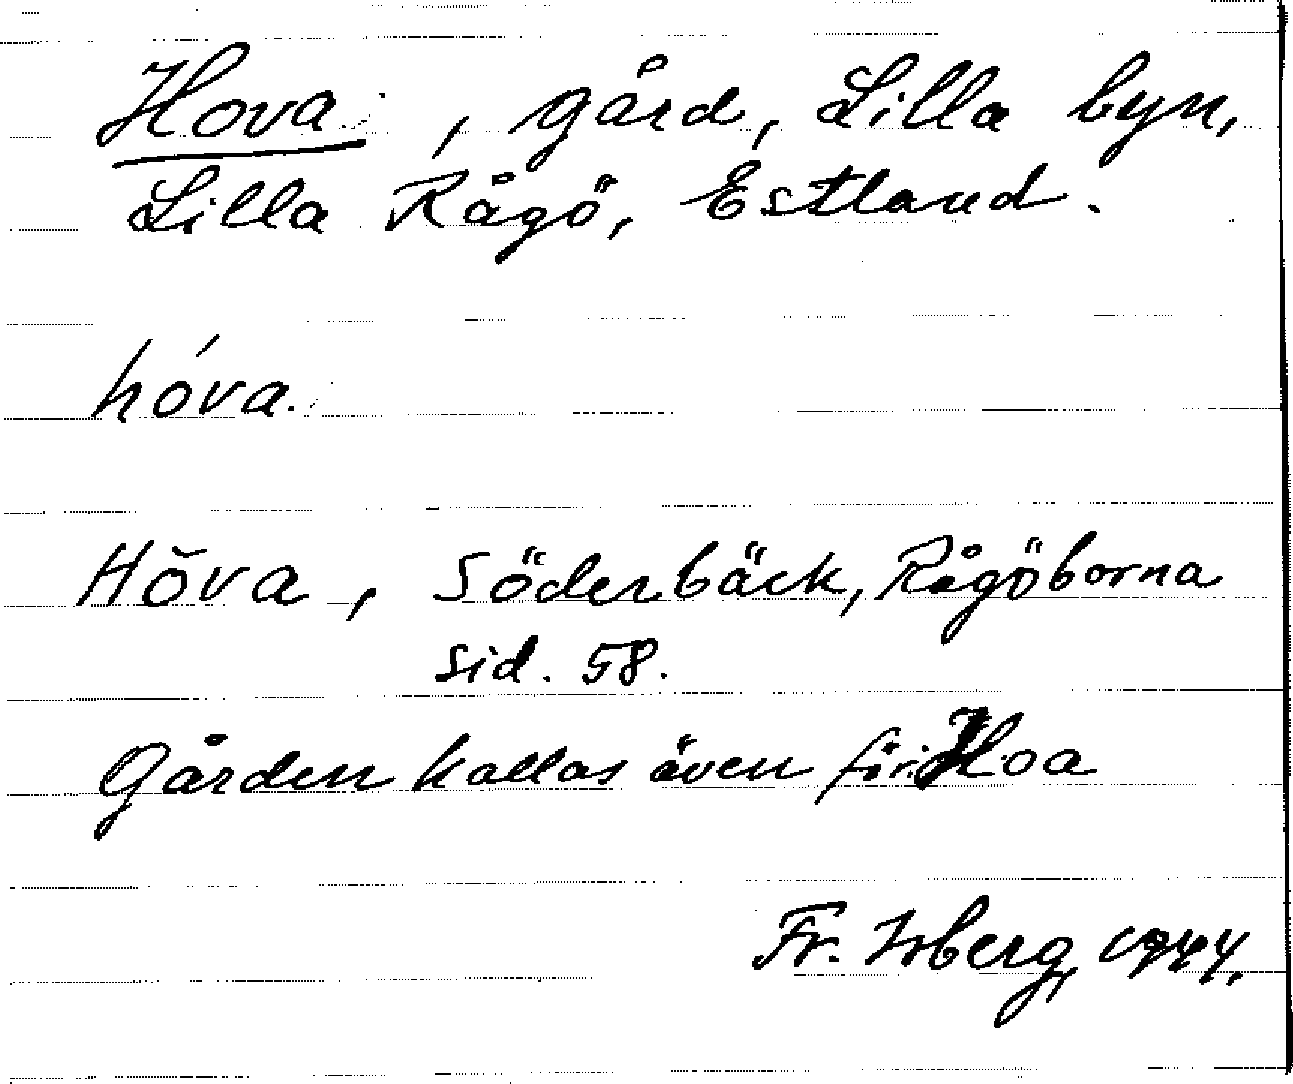 Hova, gård, Lilla byn,
Lilla Rågö, Estland.
hóva.
Hŏva, Söderbäck, Rågöborna
sid. 58.
Gården kallas även för Hoa
Fr. 1944.